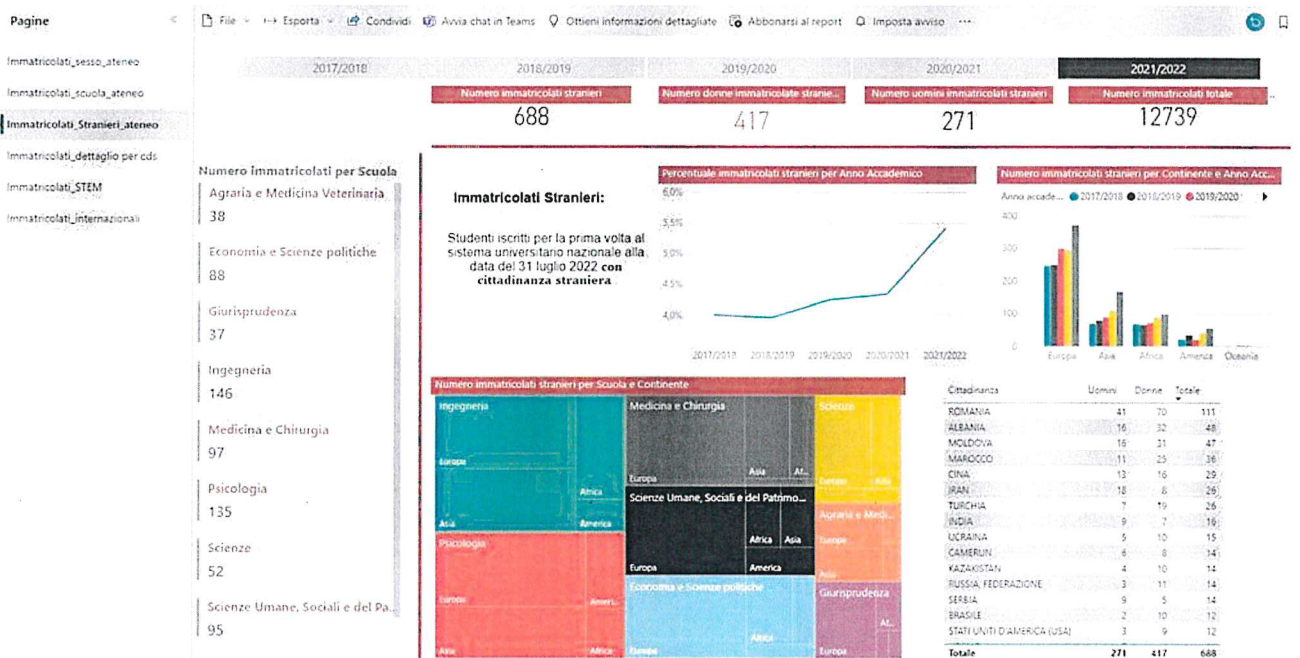 Pagine
File
Esporta
Condividi
Avvia chat in Teams
Ottieni informazioni dettagliate
Abbonarsi al report
Imposta avviso
Immatricolati_sesso_ateneo
Immatricolati_scuola_ateneo
Immatricolati_Stranieri_ateneo
Immatricolati_dettaglio per cds
Immatricolati_STEM
Immatricolati_internazionali
2017/2018
2018/2019
2019/2020
2020/2021
2021/2022
Numero immatricolati stranieri
688
Numero donne immatricolate stranie...
417
Numero uomini immatricolati stranieri
271
Numero immatricolati totale
12739
Numero immatricolati per Scuola
Agraria e Medicina Veterinaria
38
Economia e Scienze politiche
88
Giurisprudenza
37
Ingegneria
146
Medicina e Chirurgia
97
Psicologia
135
Scienze
52
Scienze Umane, Sociali e del Pa...
95
Immatricolati Stranieri:
Studenti iscritti per la prima volta al
sistema universitario nazionale alla
data del 31 luglio 2022 con
cittadinanza straniera
Percentuale immatricolati stranieri per Anno Accademico
6,0%
5,5%
5,0%
4,5%
4,0%
2017/2018 2018/2019 2019/2020 2020/2021 2021/2022
Numero immatricolati stranieri per Continente e Anno Acc...
Anno accade... 2017/2018 2018/2019 2019/2020
400
300
200
100
0
Europa Asia Africa America Oceania
Numero immatricolati stranieri per Scuola e Continente
Ingegneria
Europa
Asia
Africa
America
Psicologia
Europa
Asia
Ameri...
Africa
Medicina e Chirurgia
Europa
Asia
Af...
Scienze Umane, Sociali e del Patrimo...
Europa
Africa
Asia
America
Economia e Scienze politiche
Europa
Africa
Scienze
Europa
Asia
Agraria e Medi...
Europa
Asia
Giurisprudenza
Europa
Af...
Cittadinanza Uomini Donne Totale
ROMANIA 41 70 111
ALBANIA 16 32 48
MOLDOVA 16 31 47
MAROCCO 11 25 36
CINA 13 16 29
IRAN 18 8 26
TURCHIA 7 19 26
INDIA 9 7 16
UCRAINA 5 10 15
CAMERUN 6 8 14
KAZAKISTAN 4 10 14
RUSSIA, FEDERAZIONE 3 11 14
SERBIA 9 5 14
BRASILE 2 10 12
STATI UNITI D'AMERICA (USA) 3 9 12
Totale 271 417 688